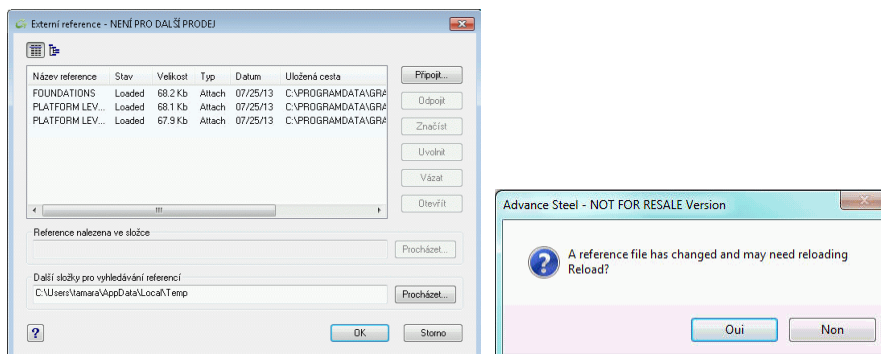 Externí reference - NENÍ PRO DALŠÍ PRODEJ
Název reference Stav Velikost Typ Datum Uložená cesta
FOUNDATIONS Loaded 68.2 Kb Attach 07/25/13 C:\PROGRAMDATA\GRA
PLATFORM LEV... Loaded 68.1 Kb Attach 07/25/13 C:\PROGRAMDATA\GRA
PLATFORM LEV... Loaded 67.9 Kb Attach 07/25/13 C:\PROGRAMDATA\GRA
Připojit...
Odpojit
Značíst
Uvolnit
Vázat
Otevřít
Reference nalezena ve složce
Procházet...
Další složky pro vyhledávání referencí
C:\Users\tamara\AppData\Local\Temp
Procházet...
?
OK
Storno
Advance Steel - NOT FOR RESALE Version
A reference file has changed and may need reloading
Reload?
Oui
Non